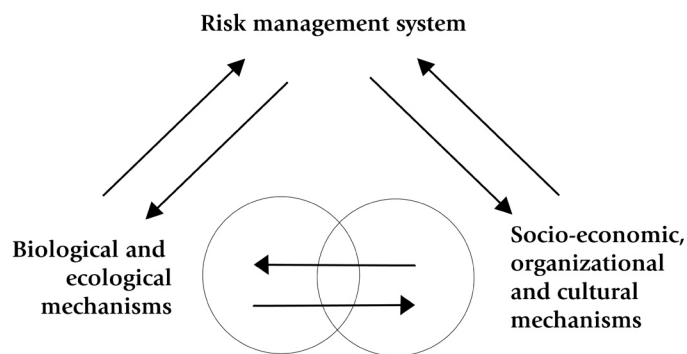 Risk management system
Biological and
ecological
mechanisms
Socio-economic,
organizational
and cultural
mechanisms